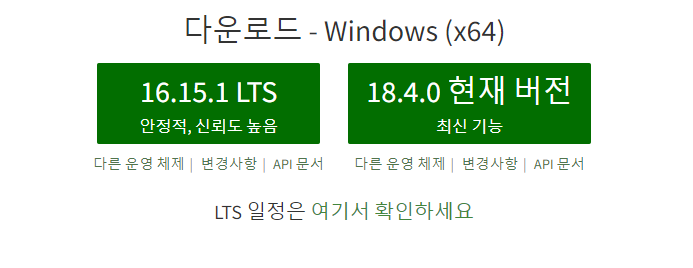 다운로드 - Windows (x64)
16.15.1 LTS
안정적, 신뢰도 높음
18.4.0 현재 버전
최신 기능
다른 운영 체제 | 변경사항 | API 문서
다른 운영 체제 | 변경사항 | API 문서
LTS 일정은 여기서 확인하세요